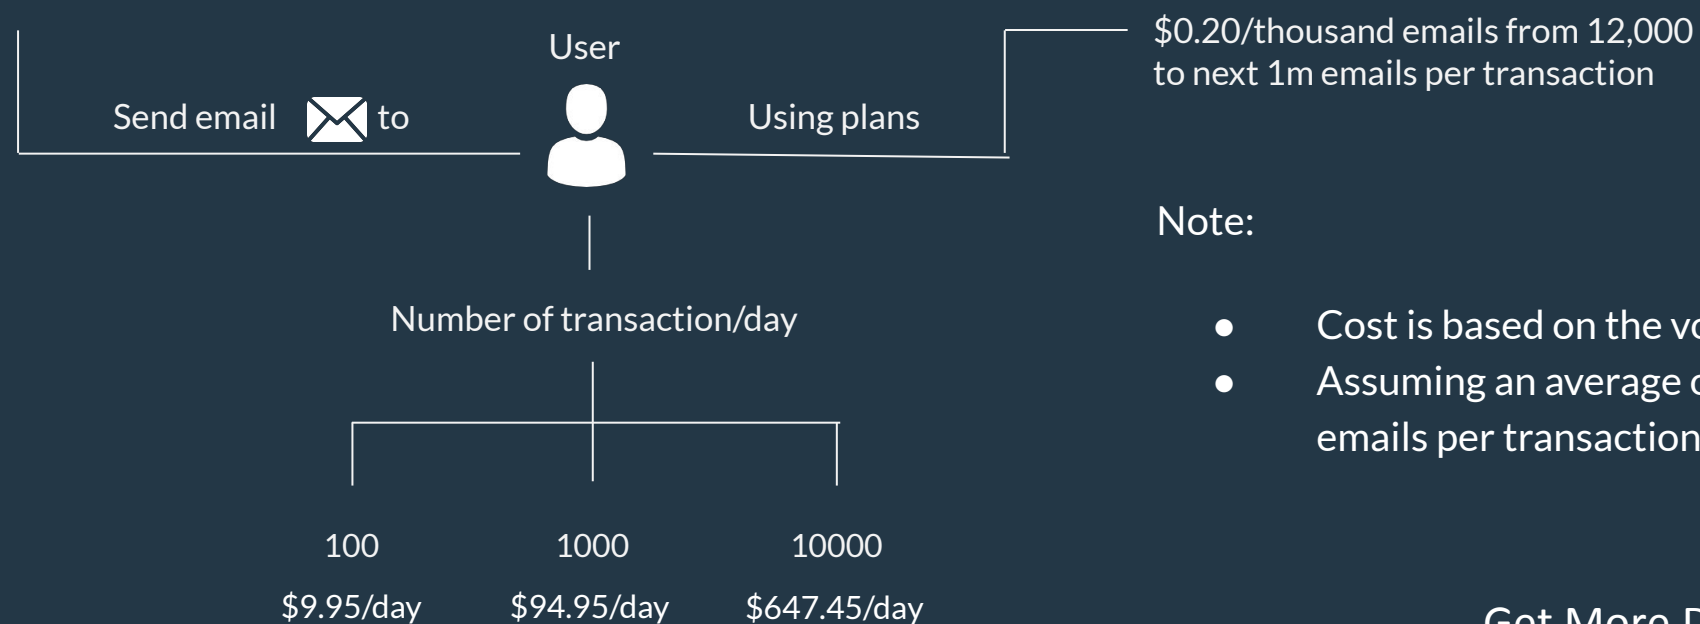 User
Send email to
Using plans
$0.20/thousand emails from 12,000
to next 1m emails per transaction
Number of transaction/day
100 1000 10000
$9.95/day $94.95/day $647.45/day
Note:
● Cost is based on the
● Assuming an average
emails per transaction
Get More